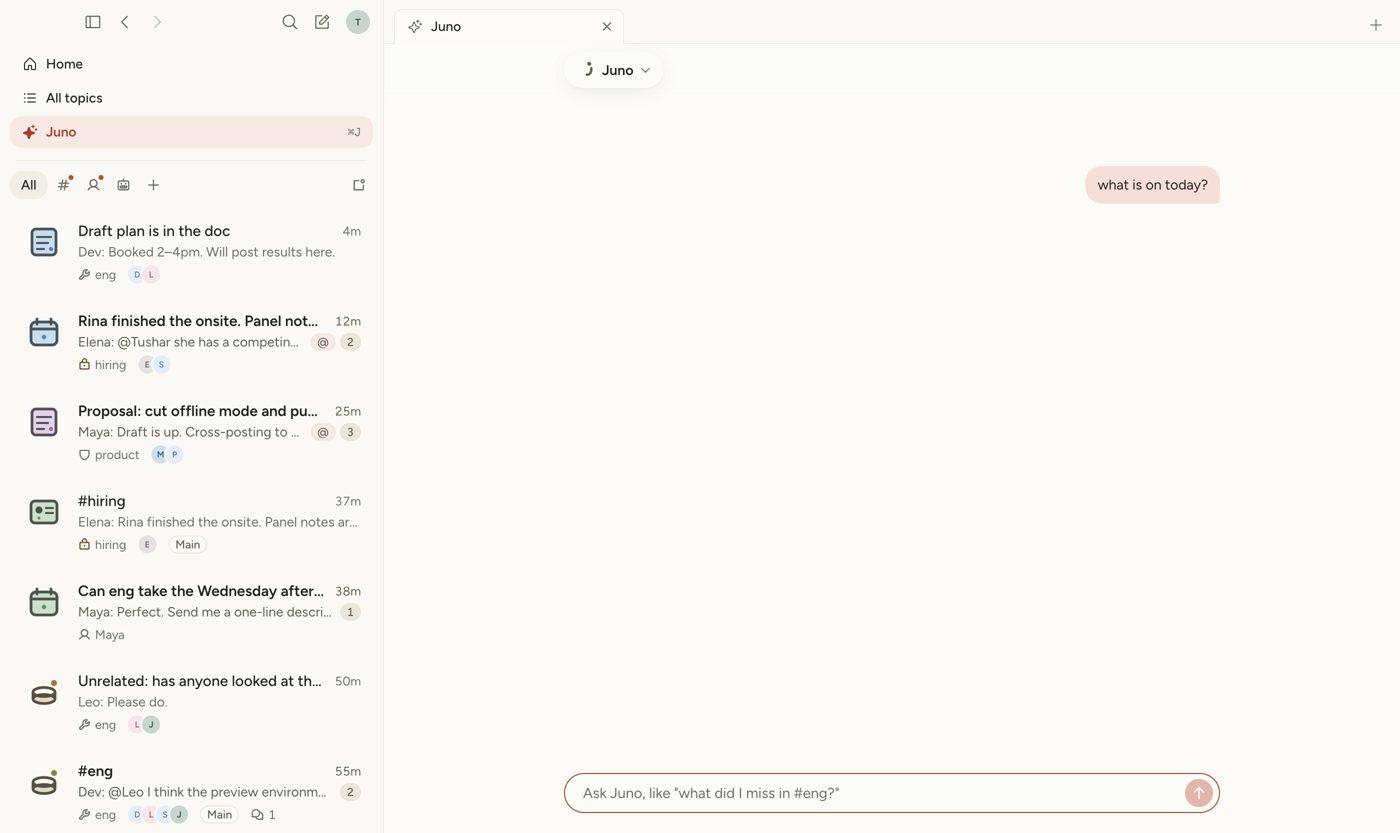 T
Home
All topics
Juno ⌘J
All
Draft plan is in the doc 4m
Dev: Booked 2–4pm. Will post results here.
eng D L
Rina finished the onsite. Panel not... 12m
Elena: @Tushar she has a competin... @ 2
hiring E S
Proposal: cut offline mode and pu... 25m
Maya: Draft is up. Cross-posting to ... @ 3
product M P
#hiring 37m
Elena: Rina finished the onsite. Panel notes ar...
hiring E Main
Can eng take the Wednesday after... 38m
Maya: Perfect. Send me a one-line descri... 1
Maya
Unrelated: has anyone looked at th... 50m
Leo: Please do.
eng L J
#eng 55m
Dev: @Leo I think the preview environm... 2
eng D L S J Main 1
Juno
Juno
what is on today?
Ask Juno, like "what did I miss in #eng?"